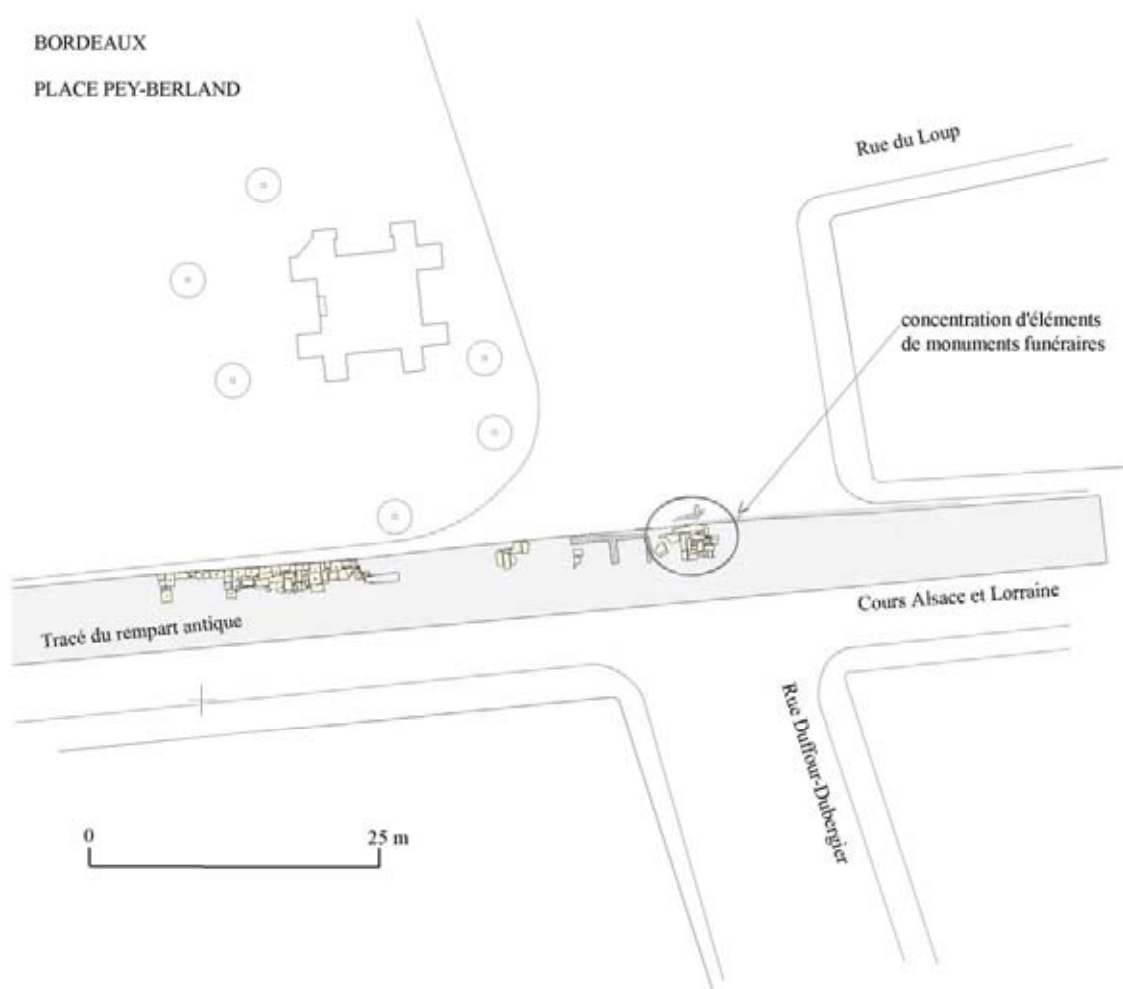 BORDEAUX
PLACE PEY-BERLAND
Rue du Loup
concentration d'éléments
de monuments funéraires
Tracé du rempart antique
Cours Alsace et Lorraine
Rue Duffour-Dubergier
0 25 m